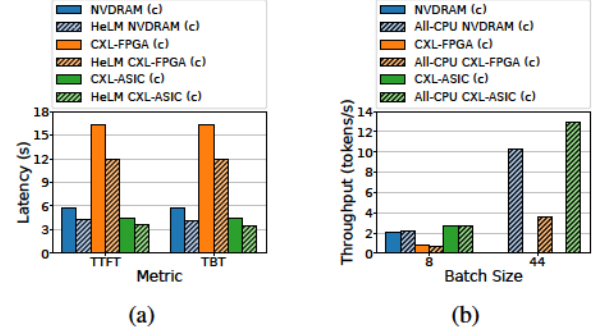 NVDRAM (c)
HeLM NVDRAM (c)
CXL-FPGA (c)
HeLM CXL-FPGA (c)
CXL-ASIC (c)
HeLM CXL-ASIC (c)
18
15
12
9
6
3
0
Latency (s)
TTFT
TBT
Metric
(a)
NVDRAM (c)
All-CPU NVDRAM (c)
CXL-FPGA (c)
All-CPU CXL-FPGA (c)
CXL-ASIC (c)
All-CPU CXL-ASIC (c)
14
12
10
8
6
4
2
0
Throughput (tokens/s)
8
44
Batch Size
(b)